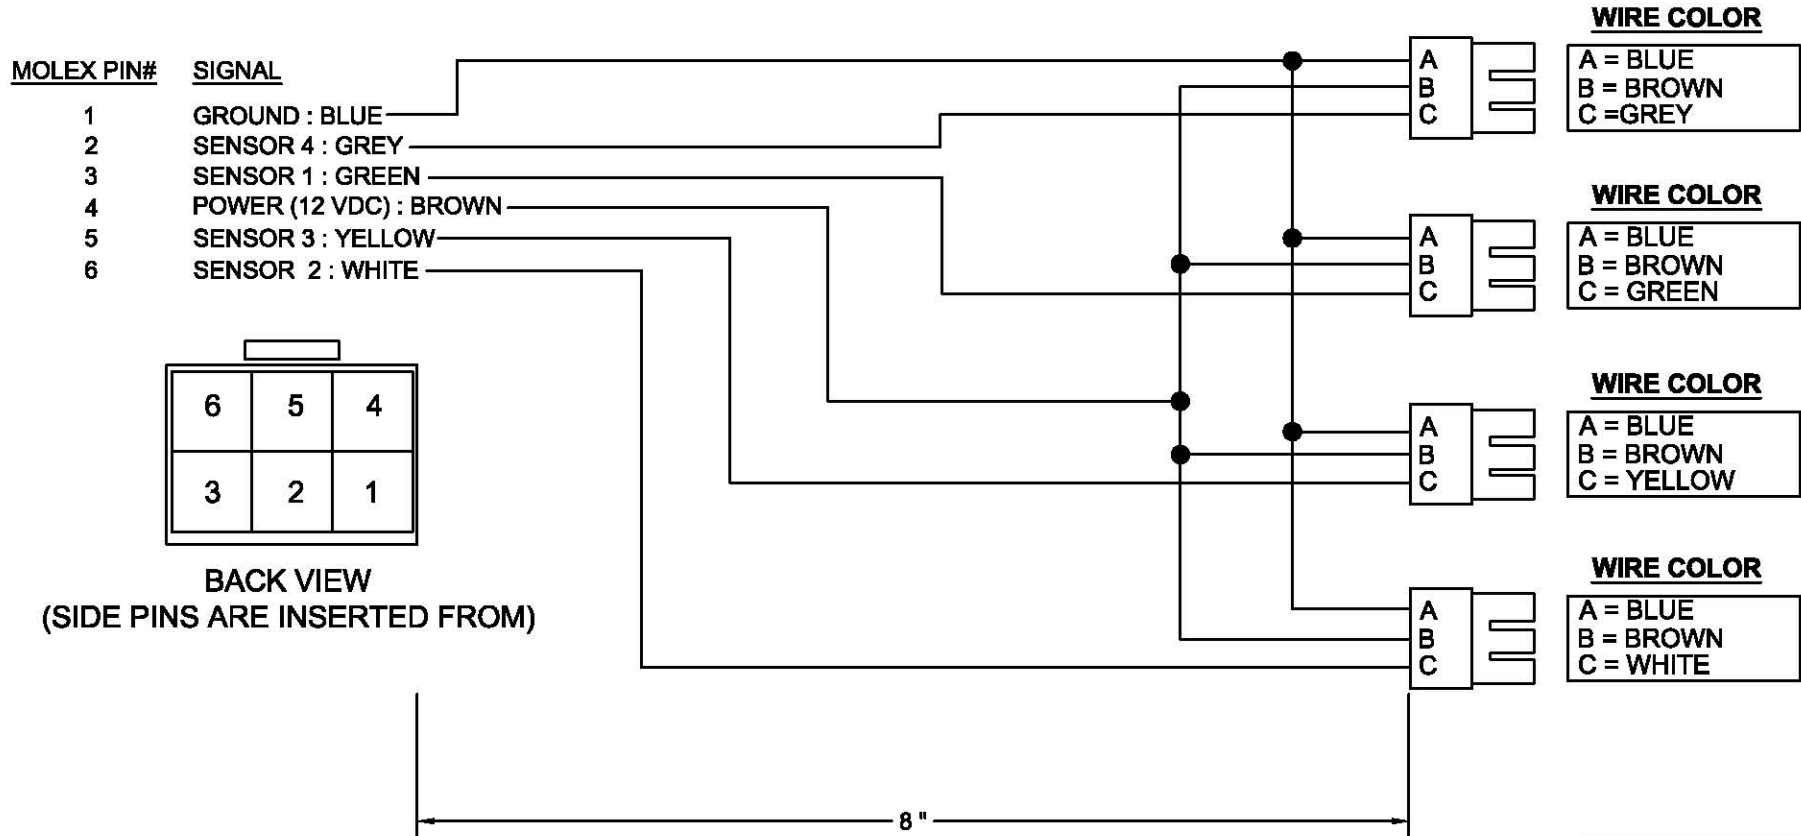 MOLEX PIN# SIGNAL
1 GROUND : BLUE
2 SENSOR 4 : GREY
3 SENSOR 1 : GREEN
4 POWER (12 VDC) : BROWN
5 SENSOR 3 : YELLOW
6 SENSOR 2 : WHITE
6 5 4
3 2 1
BACK VIEW
(SIDE PINS ARE INSERTED FROM)
A
B
C
WIRE COLOR
A = BLUE
B = BROWN
C =GREY
A
B
C
WIRE COLOR
A = BLUE
B = BROWN
C = GREEN
A
B
C
WIRE COLOR
A = BLUE
B = BROWN
C = YELLOW
A
B
C
WIRE COLOR
A = BLUE
B = BROWN
C = WHITE
8 "